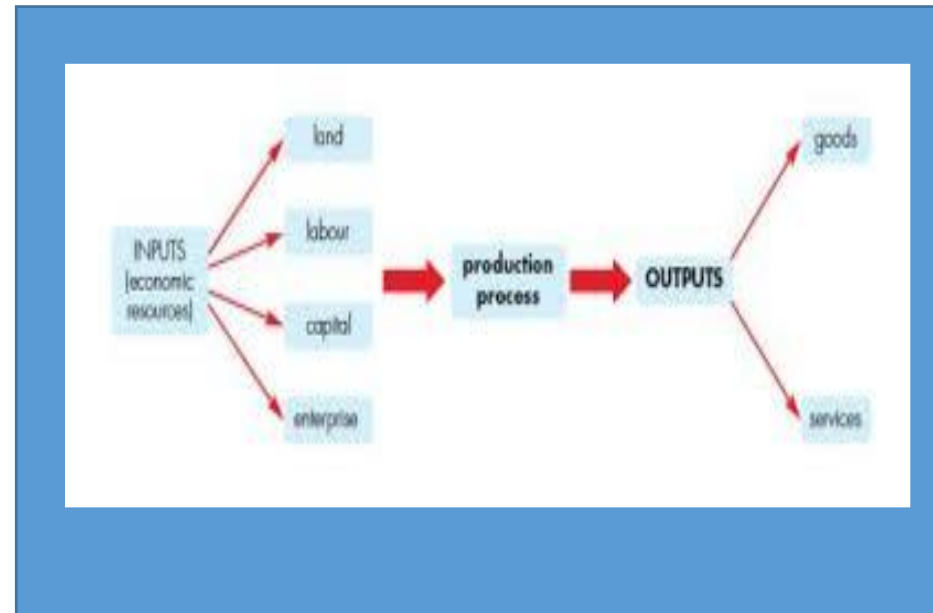 land
labour
capital
enterprise
INPUTS
(economic
resources)
production
process
OUTPUTS
goods
services